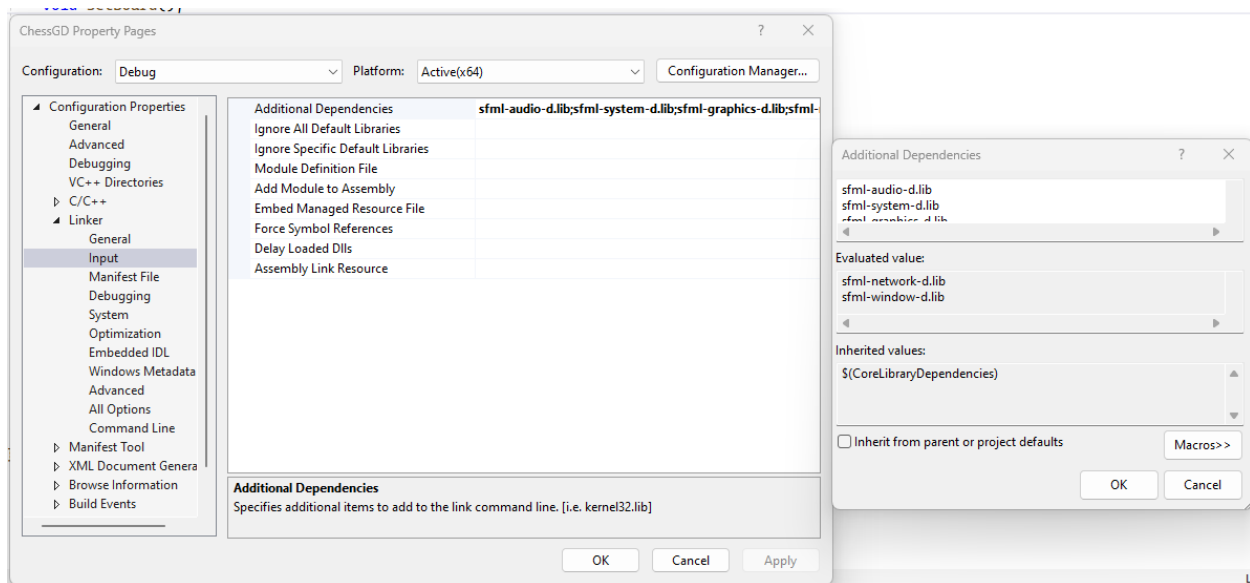 void SetBoard();
ChessGD Property Pages
? ×
Configuration: Debug
Platform: Active(x64)
Configuration Manager...
Configuration Properties
General
Advanced
Debugging
VC++ Directories
C/C++
Linker
General
Input
Manifest File
Debugging
System
Optimization
Embedded IDL
Windows Metadata
Advanced
All Options
Command Line
Manifest Tool
XML Document Genera
Browse Information
Build Events
Additional Dependencies sfml-audio-d.lib;sfml-system-d.lib;sfml-graphics-d.lib;sfml-
Ignore All Default Libraries
Ignore Specific Default Libraries
Module Definition File
Add Module to Assembly
Embed Managed Resource File
Force Symbol References
Delay Loaded Dlls
Assembly Link Resource
Additional Dependencies
Specifies additional items to add to the link command line. [i.e. kernel32.lib]
OK Cancel Apply
Additional Dependencies
? ×
sfml-audio-d.lib
sfml-system-d.lib
sfml-graphics-d.lib
Evaluated value:
sfml-network-d.lib
sfml-window-d.lib
Inherited values:
$(CoreLibraryDependencies)
Inherit from parent or project defaults
Macros>>
OK Cancel